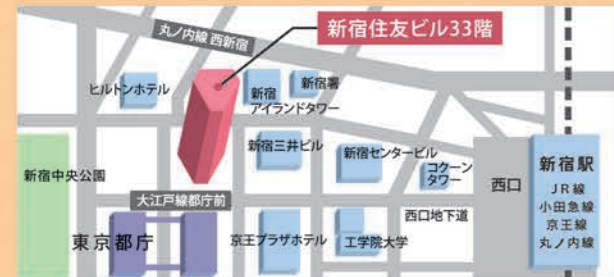 丸ノ内線 西新宿
新宿住友ビル33階
ヒルトンホテル
新宿
アイランドタワー
新宿署
新宿三井ビル
新宿センタービル
コクーン
タワー
新宿中央公園
大江戸線都庁前
東京都庁
京王プラザホテル
工学院大学
西口地下道
西口
新宿駅
JR線
小田急線
京王線
丸ノ内線